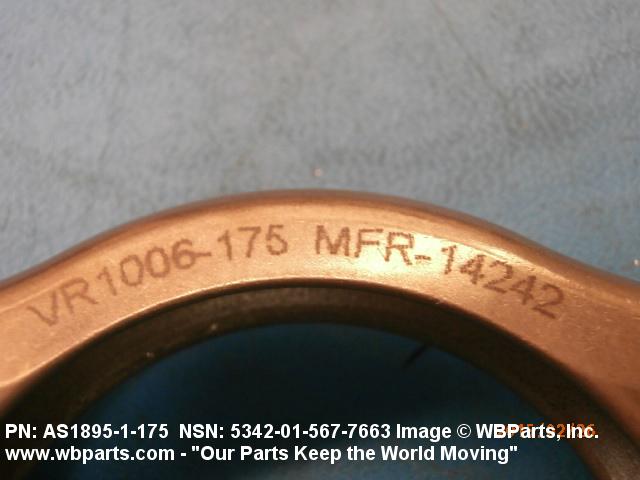 VR1006-175 MFR-14242
PN: AS1895-1-175 NSN: 5342-01-567-7663 Image © WBParts, Inc.
www.wbparts.com - "Our Parts Keep the World Moving"